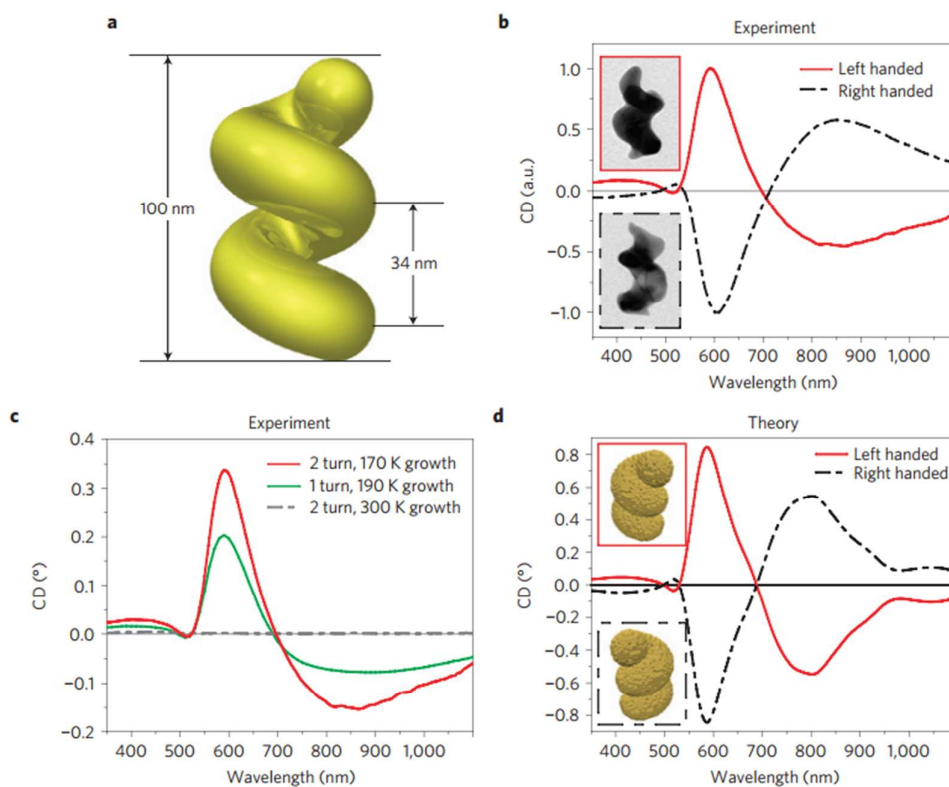 a
100 nm
34 nm
b
Experiment
Left handed
Right handed
CD (a.u.)
1.0
0.5
0.0
−0.5
−1.0
400 500 600 700 800 900 1,000
Wavelength (nm)
c
Experiment
2 turn, 170 K growth
1 turn, 190 K growth
2 turn, 300 K growth
CD (°)
0.4
0.3
0.2
0.1
0.0
−0.1
−0.2
400 500 600 700 800 900 1,000
Wavelength (nm)
d
Theory
Left handed
Right handed
CD (°)
0.8
0.6
0.4
0.2
0.0
−0.2
−0.4
−0.6
−0.8
400 500 600 700 800 900 1,000
Wavelength (nm)